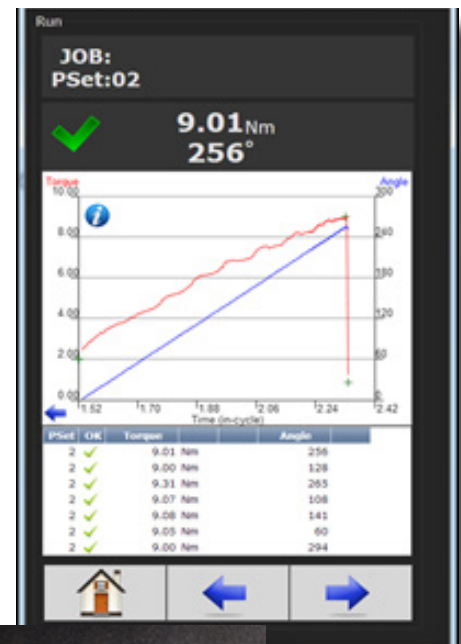 Run
JOB:
PSet:02
9.01Nm
256°
Torque Angle
10.00 300
8.00 240
6.00 180
4.00 120
2.00 60
0.00 0
1.52 1.70 1.88 2.06 2.24 2.42
Time (in-cycle)
PSet OK Torque Angle
2 9.01 Nm 256
2 9.00 Nm 128
2 9.31 Nm 265
2 9.07 Nm 108
2 9.08 Nm 141
2 9.05 Nm 60
2 9.00 Nm 294